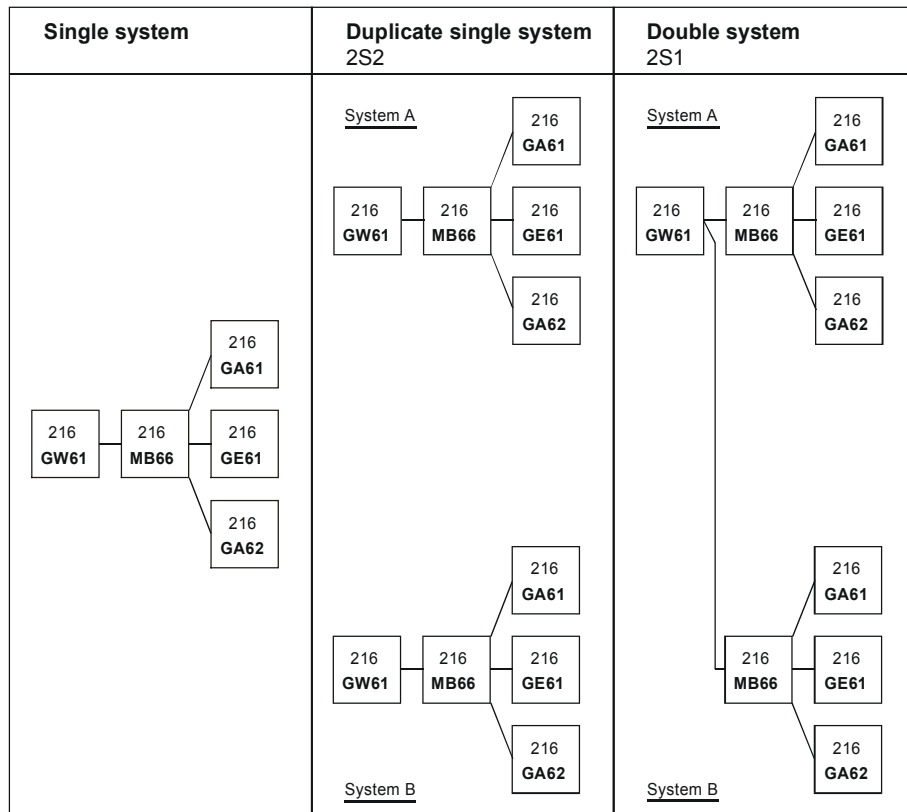 Single system
Duplicate single system
2S2
Double system
2S1
216
GW61
216
MB66
216
GA61
216
GE61
216
GA62
System A
216
GA61
216
GW61
216
MB66
216
GE61
216
GA62
216
GA61
216
GW61
216
MB66
216
GE61
216
GA62
System B
System A
216
GA61
216
GW61
216
MB66
216
GE61
216
GA62
216
GA61
216
MB66
216
GE61
216
GA62
System B